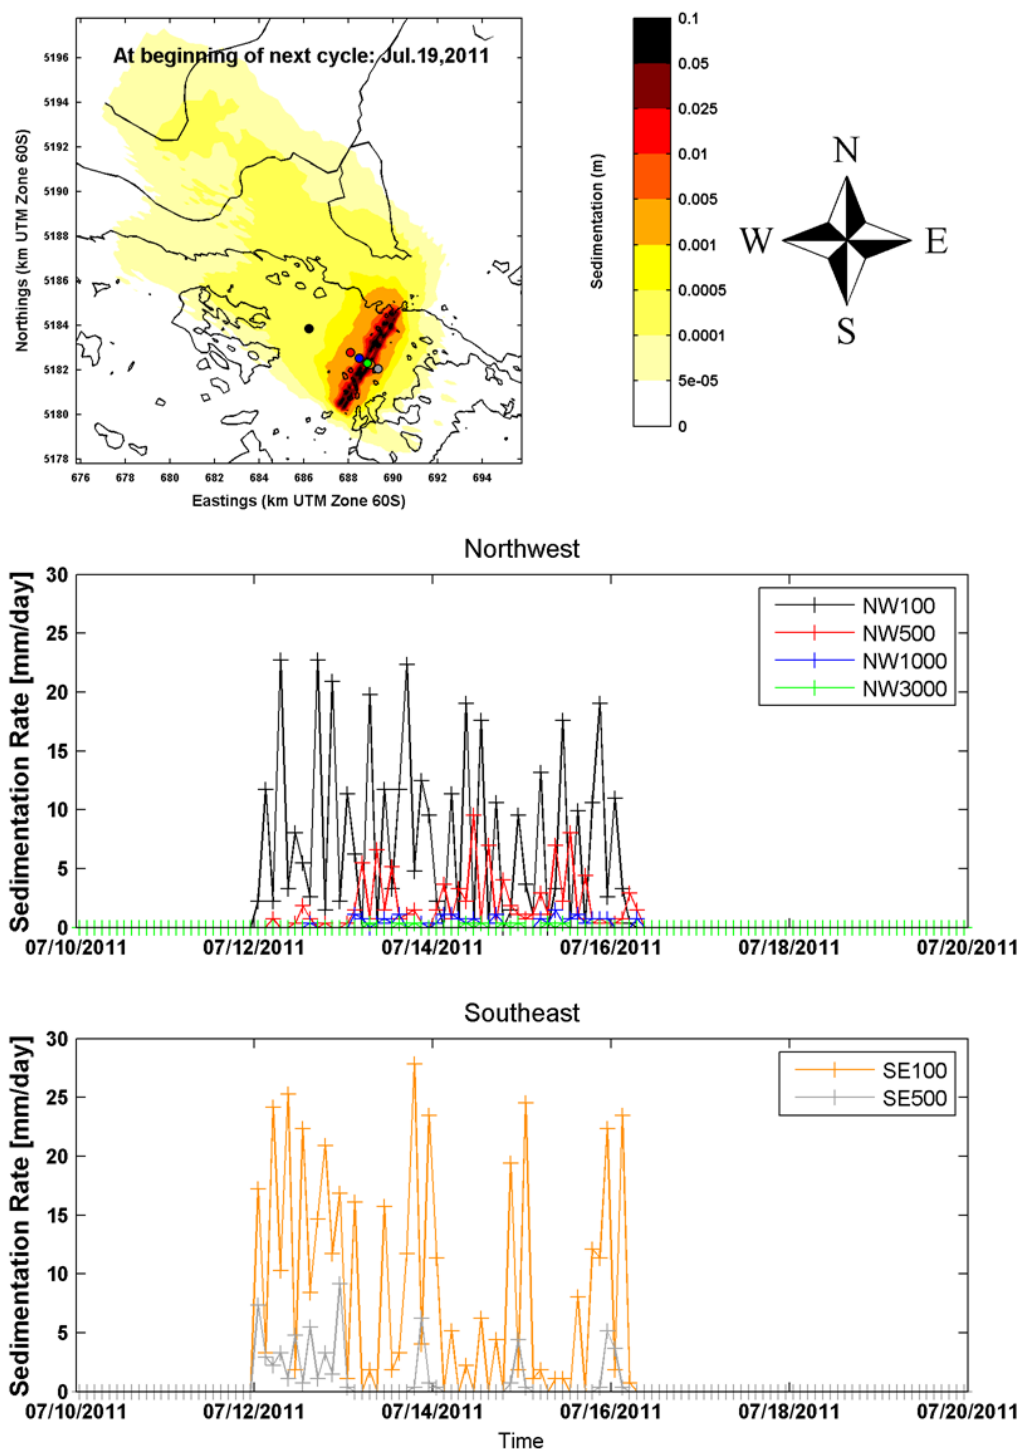 At beginning of next cycle: Jul.19,2011
5196
5194
5192
5190
5188
5186
5184
5182
5180
5178
Northings (km UTM Zone 60S)
676 678 680 682 684 686 688 690 692 694
Eastings (km UTM Zone 60S)
0.1
0.05
0.025
0.01
0.005
0.001
0.0005
0.0001
5e-05
0
Sedimentation (m)
N
W E
S
Northwest
30
25
20
15
10
5
0
Sedimentation Rate [mm/day]
NW100
NW500
NW1000
NW3000
07/10/2011 07/12/2011 07/14/2011 07/16/2011 07/18/2011 07/20/2011
Southeast
30
25
20
15
10
5
0
Sedimentation Rate [mm/day]
SE100
SE500
07/10/2011 07/12/2011 07/14/2011 07/16/2011 07/18/2011 07/20/2011
Time